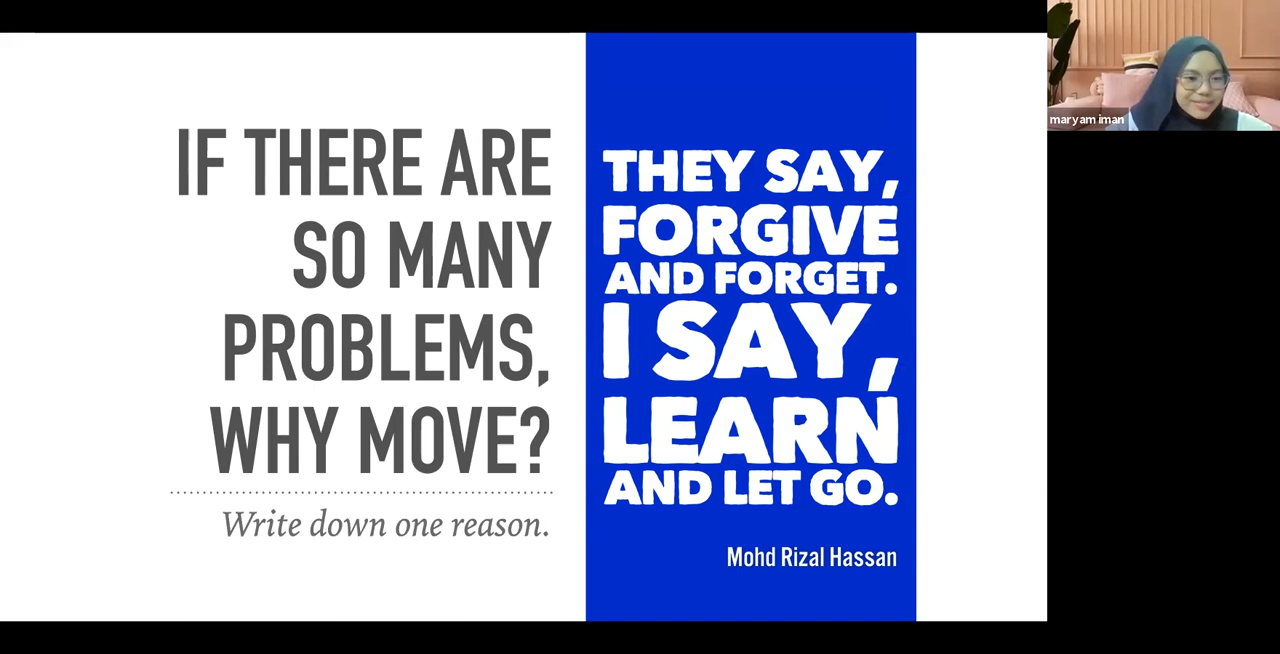 IF THERE ARE
SO MANY
PROBLEMS,
WHY MOVE?
Write down one reason.
THEY SAY,
FORGIVE
AND FORGET.
I SAY,
LEARN
AND LET GO.
Mohd Rizal Hassan
maryam iman